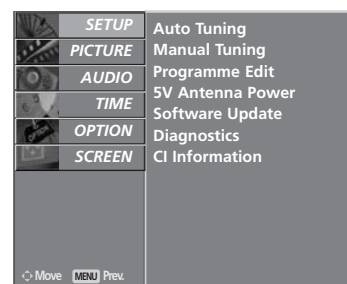 SETUP
PICTURE
AUDIO
TIME
OPTION
SCREEN
Auto Tuning
Manual Tuning
Programme Edit
5V Antenna Power
Software Update
Diagnostics
CI Information
Move MENU Prev.